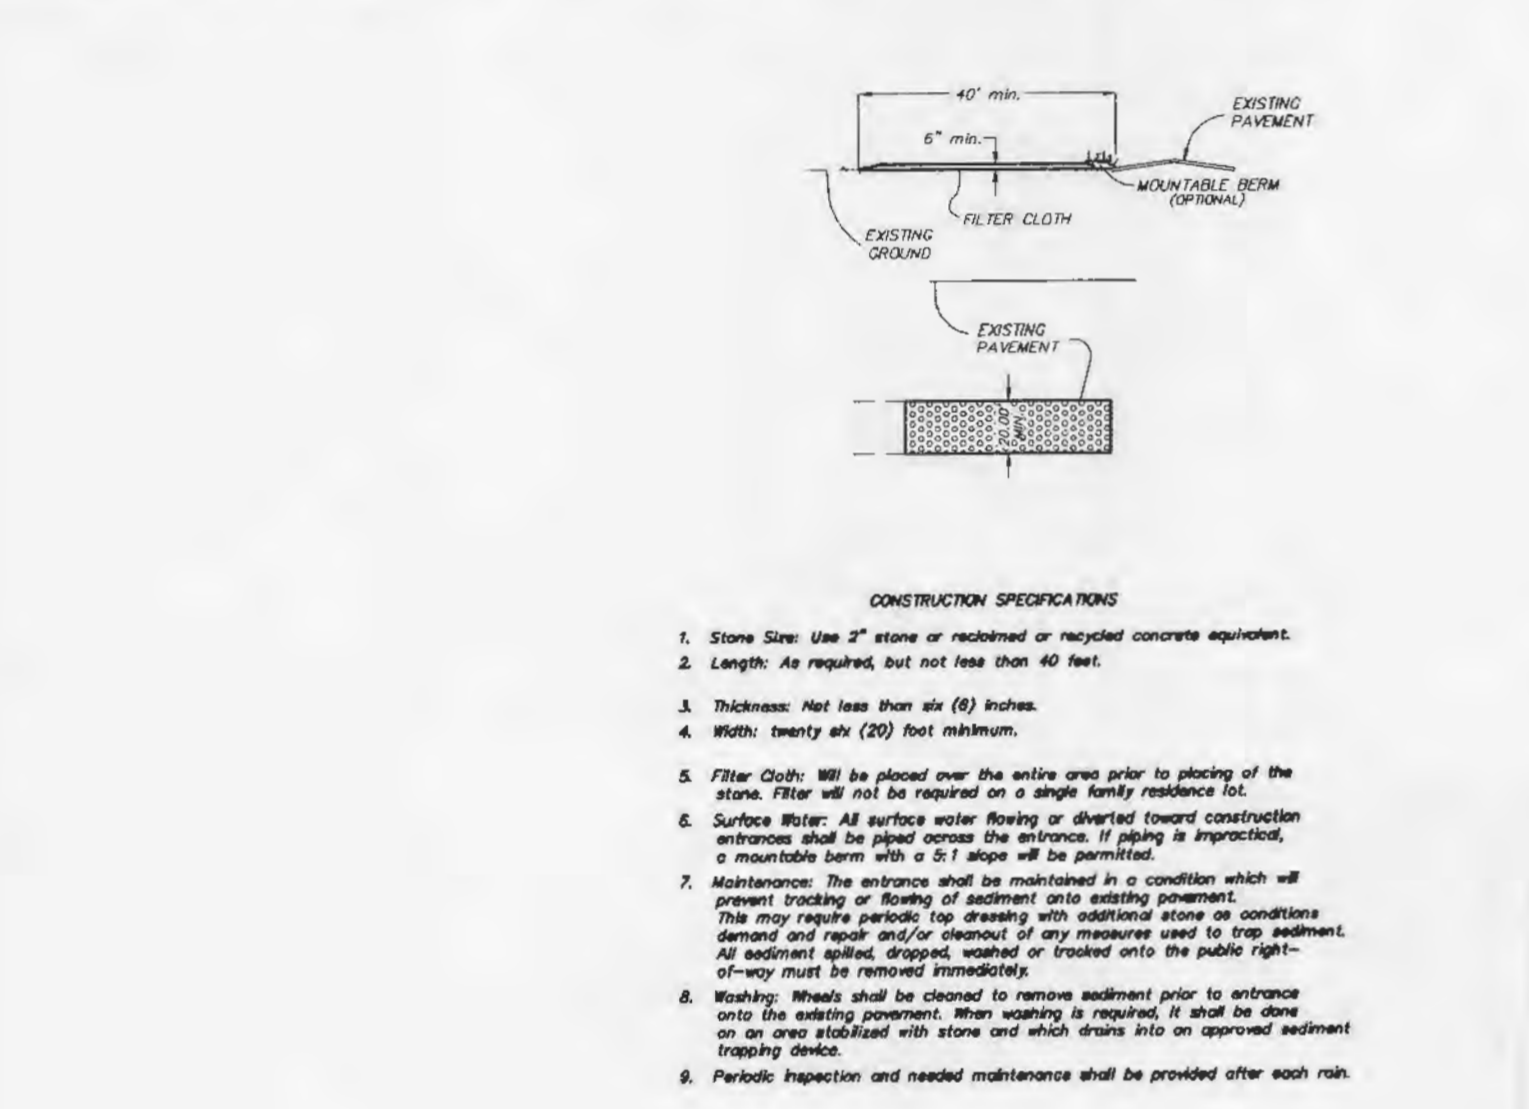 40' min.
EXISTING
PAVEMENT
6" min.
MOUNTABLE BERM
(OPTIONAL)
FILTER CLOTH
EXISTING
GROUND
EXISTING
PAVEMENT
20.00'
MIN.
CONSTRUCTION SPECIFICATIONS
1. Stone Size: Use 2" stone or reclaimed or recycled concrete equivalent.
2. Length: As required, but not less than 40 feet.
3. Thickness: Not less than six (6) inches.
4. Width: twenty six (20) foot minimum.
5. Filter Cloth: Will be placed over the entire area prior to placing of the
stone. Filter will not be required on a single family residence lot.
6. Surface Water: All surface water flowing or diverted toward construction
entrances shall be piped across the entrance. If piping is impractical,
a mountable berm with a 5:1 slope will be permitted.
7. Maintenance: The entrance shall be maintained in a condition which will
prevent tracking or flowing of sediment onto existing pavement.
This may require periodic top dressing with additional stone as conditions
demand and repair and/or cleanout of any measures used to trap sediment.
All sediment spilled, dropped, washed or tracked onto the public right-
of-way must be removed immediately.
8. Washing: Wheels shall be cleaned to remove sediment prior to entrance
onto the existing pavement. When washing is required, it shall be done
on an area stabilized with stone and which drains into an approved sediment
trapping device.
9. Periodic inspection and needed maintenance shall be provided after each rain.